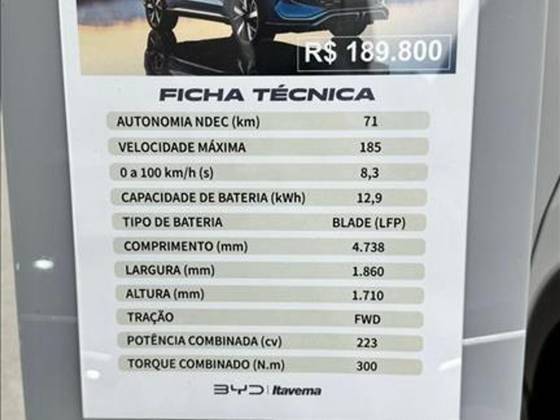 R$ 189.800
FICHA TÉCNICA
AUTONOMIA NDEC (km) 71
VELOCIDADE MÁXIMA 185
0 a 100 km/h (s) 8,3
CAPACIDADE DE BATERIA (kWh) 12,9
TIPO DE BATERIA BLADE (LFP)
COMPRIMENTO (mm) 4.738
LARGURA (mm) 1.860
ALTURA (mm) 1.710
TRAÇÃO FWD
POTÊNCIA COMBINADA (cv) 223
TORQUE COMBINADO (N.m) 300
BYD Itavema